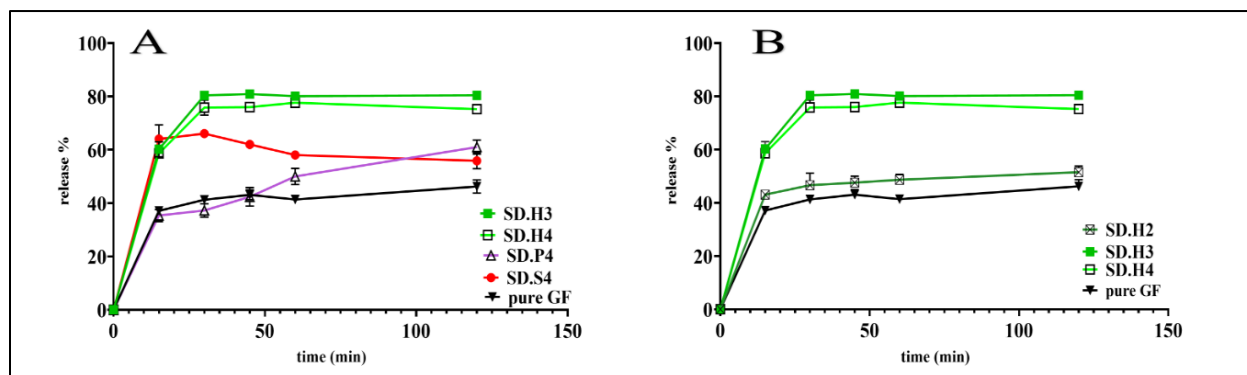 A
100
80
60
40
20
0
release %
0
50
100
150
time (min)
SD.H3
SD.H4
SD.P4
SD.S4
pure GF
B
100
80
60
40
20
0
release %
0
50
100
150
time (min)
SD.H2
SD.H3
SD.H4
pure GF